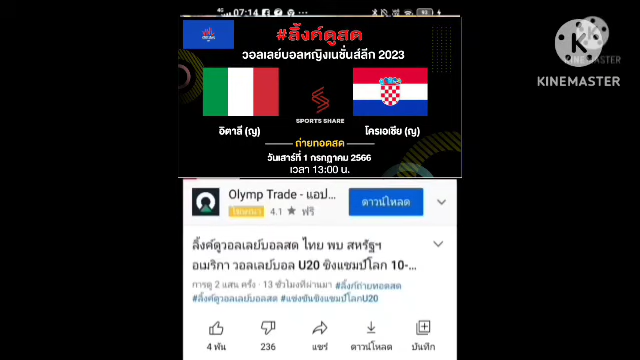 07:14
#ลิ้งค์ดูสด
วอลเลย์บอลหญิงเนชั่นส์ลีก 2023
SPORTS SHARE
อิตาลี (ญ)
โครเอเชีย (ญ)
ถ่ายทอดสด
วันเสาร์ที่ 1 กรกฎาคม 2566
เวลา 13:00 น.
KINEMASTER
KINEMASTER
Olymp Trade - แอป...
4.1 ★ ฟรี
ดาวน์โหลด
ลิ้งค์ดูวอลเลย์บอลสด ไทย พบ สหรัฐฯ
อเมริกา วอลเลย์บอล U20 ชิงแชมป์โลก 10-...
การดู 2 แสน ครั้ง · 13 ชั่วโมงที่ผ่านมา #ลิ้งก์ถ่ายทอดสด
#ลิ้งค์ดูวอลเลย์บอลสด #แข่งขันชิงแชมป์โลกU20
4 พัน
236
แชร์
ดาวน์โหลด
บันทึก